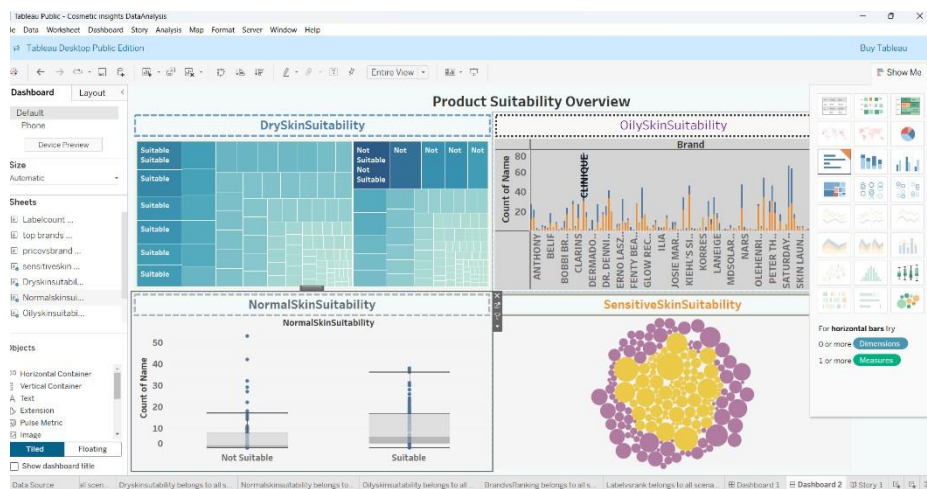 Tableau Public - Cosmetic insights DataAnalysis
Data Worksheet Dashboard Story Analysis Map Format Server Window Help
Tableau Desktop Public Edition
Buy Tableau
Entire View
Show Me
Dashboard Layout
Default
Phone
Device Preview
Size
Automatic
Sheets
Labelcount ...
top brands ...
pricovsbrand
sensitiveskin ...
Dryskinsutabil...
Normalskinsui...
Oilyskinsuitabi...
Objects
Horizontal Container
Vertical Container
Text
Extension
Pulse Metric
Image
Tiled Floating
Show dashboard title
Product Suitability Overview
DrySkinSuitability
Suitable
Suitable
Suitable
Suitable
Suitable
Suitable
Suitable
Not
Suitable
Not
Suitable
Not
Not
Not
Not
OilySkinSuitability
Brand
Count of Name
80
60
40
20
CLINIQUE
ANTHONY
BELIF
BOBBI BR..
CLARINS
DERMADO..
DR. DENNI..
ERNO LASZ..
FENTY BEA..
GLOW REC..
ILIA
JOSIE MAR..
KIEHL'S SI..
KORRES
LANEIGE
MIDSOLAR..
NARS
OLEHENRI..
PETER TH..
SATURDAY..
SKIN LAUN..
NormalSkinSuitability
NormalSkinSuitability
Count of Name
50
40
30
20
10
0
Not Suitable
Suitable
SensitiveSkinSuitability
For horizontal bars try
0 or more Dimensions
1 or more Measures
Data Source
Dryskinsutability belongs to all s...
Normalskinsutability belongs to...
Oilyskinsutability belongs to all ...
BrandvsRanking belongs to all s...
Labelvsrank belongs to all scena...
Dashboard 1
Dashboard 2
Story 1